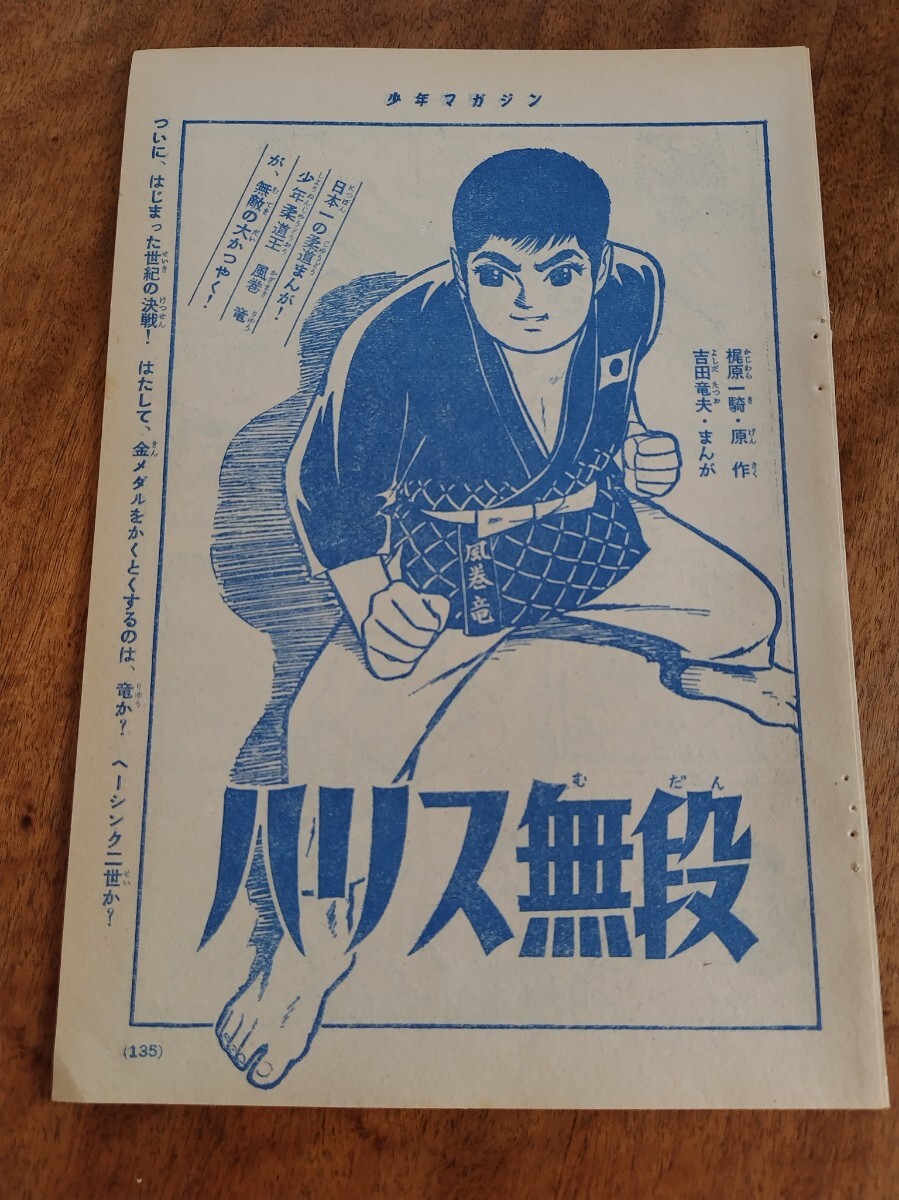 少年マガジン
梶原一騎・原作
吉田竜夫・まんが
日本一の柔道まんが!
少年柔道王 風巻 竜
が、無敵の大かつやく!
風巻竜
ハリス無段
ついに、はじまった世紀の決戦! はたして、金メダルをかくとくするのは、竜か? ヘーシンク二世か?
(135)